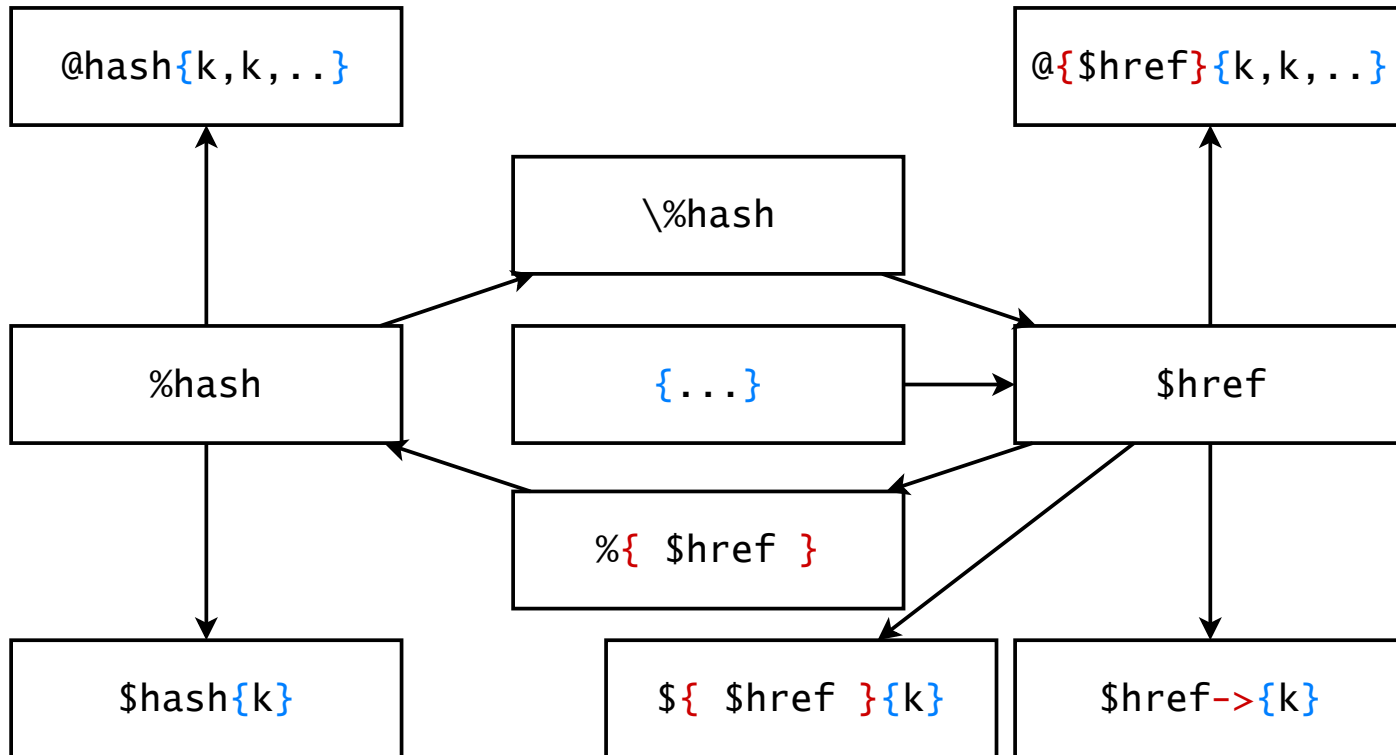 @hash{k,k,..}
@{$href}{k,k,..}
\%hash
%hash
{...}
$href
%{ $href }
$hash{k}
${ $href }{k}
$href->{k}